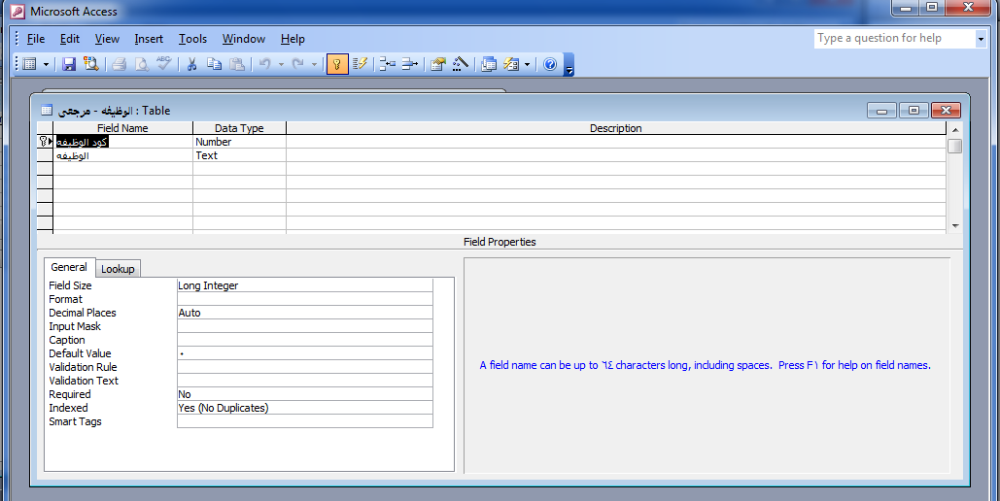 Microsoft Access
File Edit View Insert Tools Window Help
Type a question for help
الوظيفه - مرجعى : Table
Field Name Data Type Description
كود الوظيفه Number
الوظيفه Text
Field Properties
General Lookup
Field Size Long Integer
Format
Decimal Places Auto
Input Mask
Caption
Default Value ٠
Validation Rule
Validation Text
Required No
Indexed Yes (No Duplicates)
Smart Tags
A field name can be up to ٦٤ characters long, including spaces. Press F١ for help on field names.